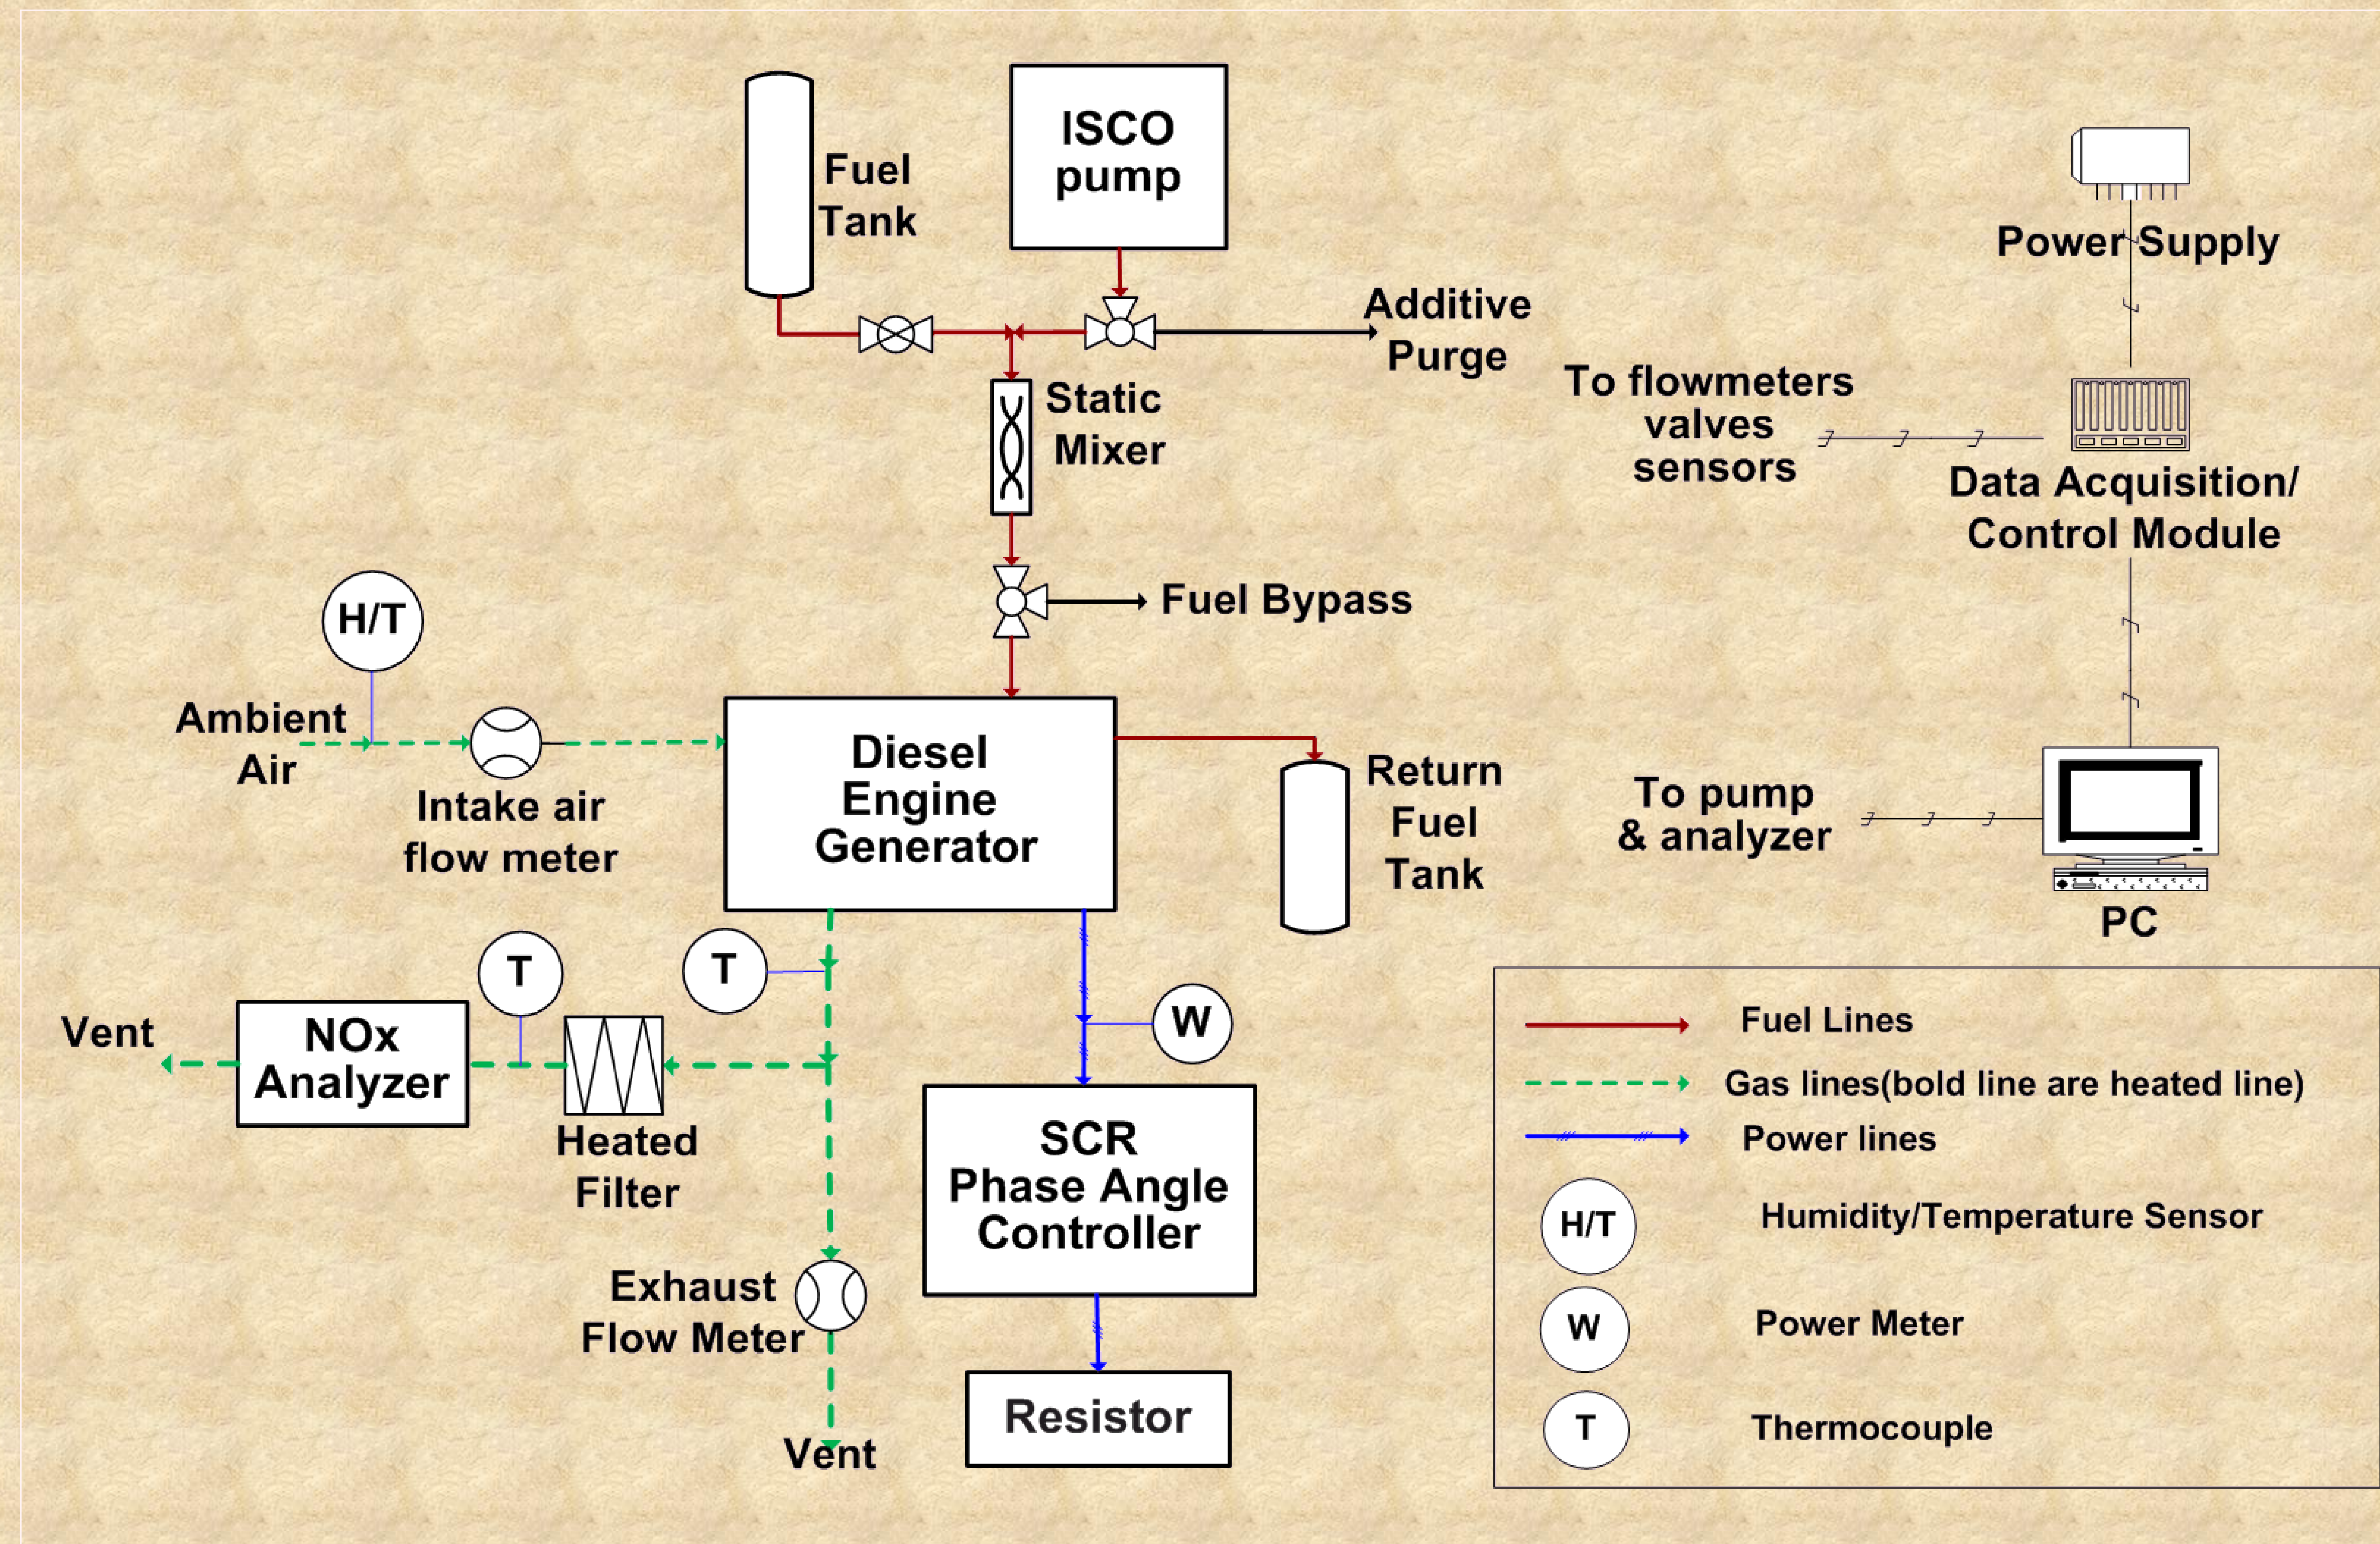 ISCO
pump
Fuel
Tank
Power Supply
Additive
Purge
To flowmeters
valves
sensors
Static
Mixer
Data Acquisition/
Control Module
Fuel Bypass
H/T
Ambient
Air
Intake air
flow meter
Diesel
Engine
Generator
Return
Fuel
Tank
To pump
& analyzer
PC
T
T
W
Vent
NOx
Analyzer
Heated
Filter
SCR
Phase Angle
Controller
Exhaust
Flow Meter
Vent
Resistor
Fuel Lines
Gas lines(bold line are heated line)
Power lines
H/T
Humidity/Temperature Sensor
W
Power Meter
T
Thermocouple